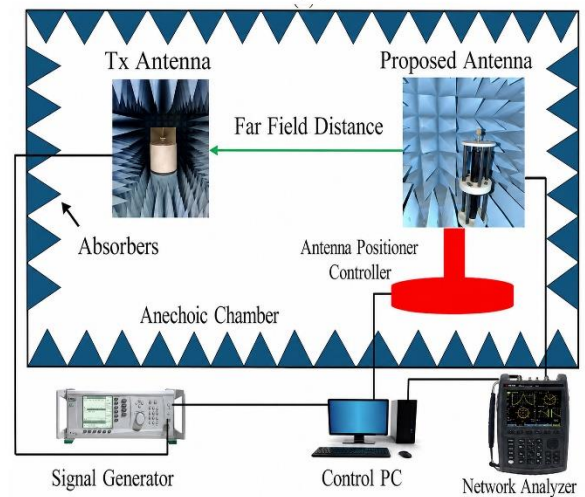 Tx Antenna
Proposed Antenna
Far Field Distance
Absorbers
Antenna Positioner
Controller
Anechoic Chamber
Signal Generator
Control PC
Network Analyzer